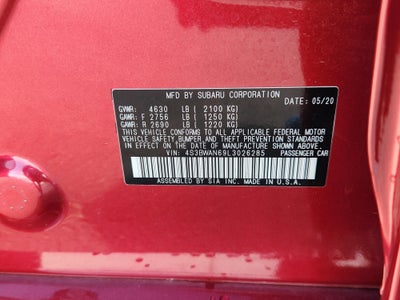 MFD. BY SUBARU CORPORATION
DATE: 05/20
GVWR: 4630 LB ( 2100 KG)
GAWR: F 2756 LB ( 1250 KG)
GAWR: R 2690 LB ( 1220 KG)
THIS VEHICLE CONFORMS TO ALL APPLICABLE FEDERAL MOTOR
VEHICLE SAFETY, BUMPER, AND THEFT PREVENTION STANDARDS
IN EFFECT ON THE DATE OF MANUFACTURE SHOWN ABOVE.
VIN: 4S3BWAN69L3026285 PASSENGER CAR
ASSEMBLED BY SIA INC. MADE IN U.S.A.